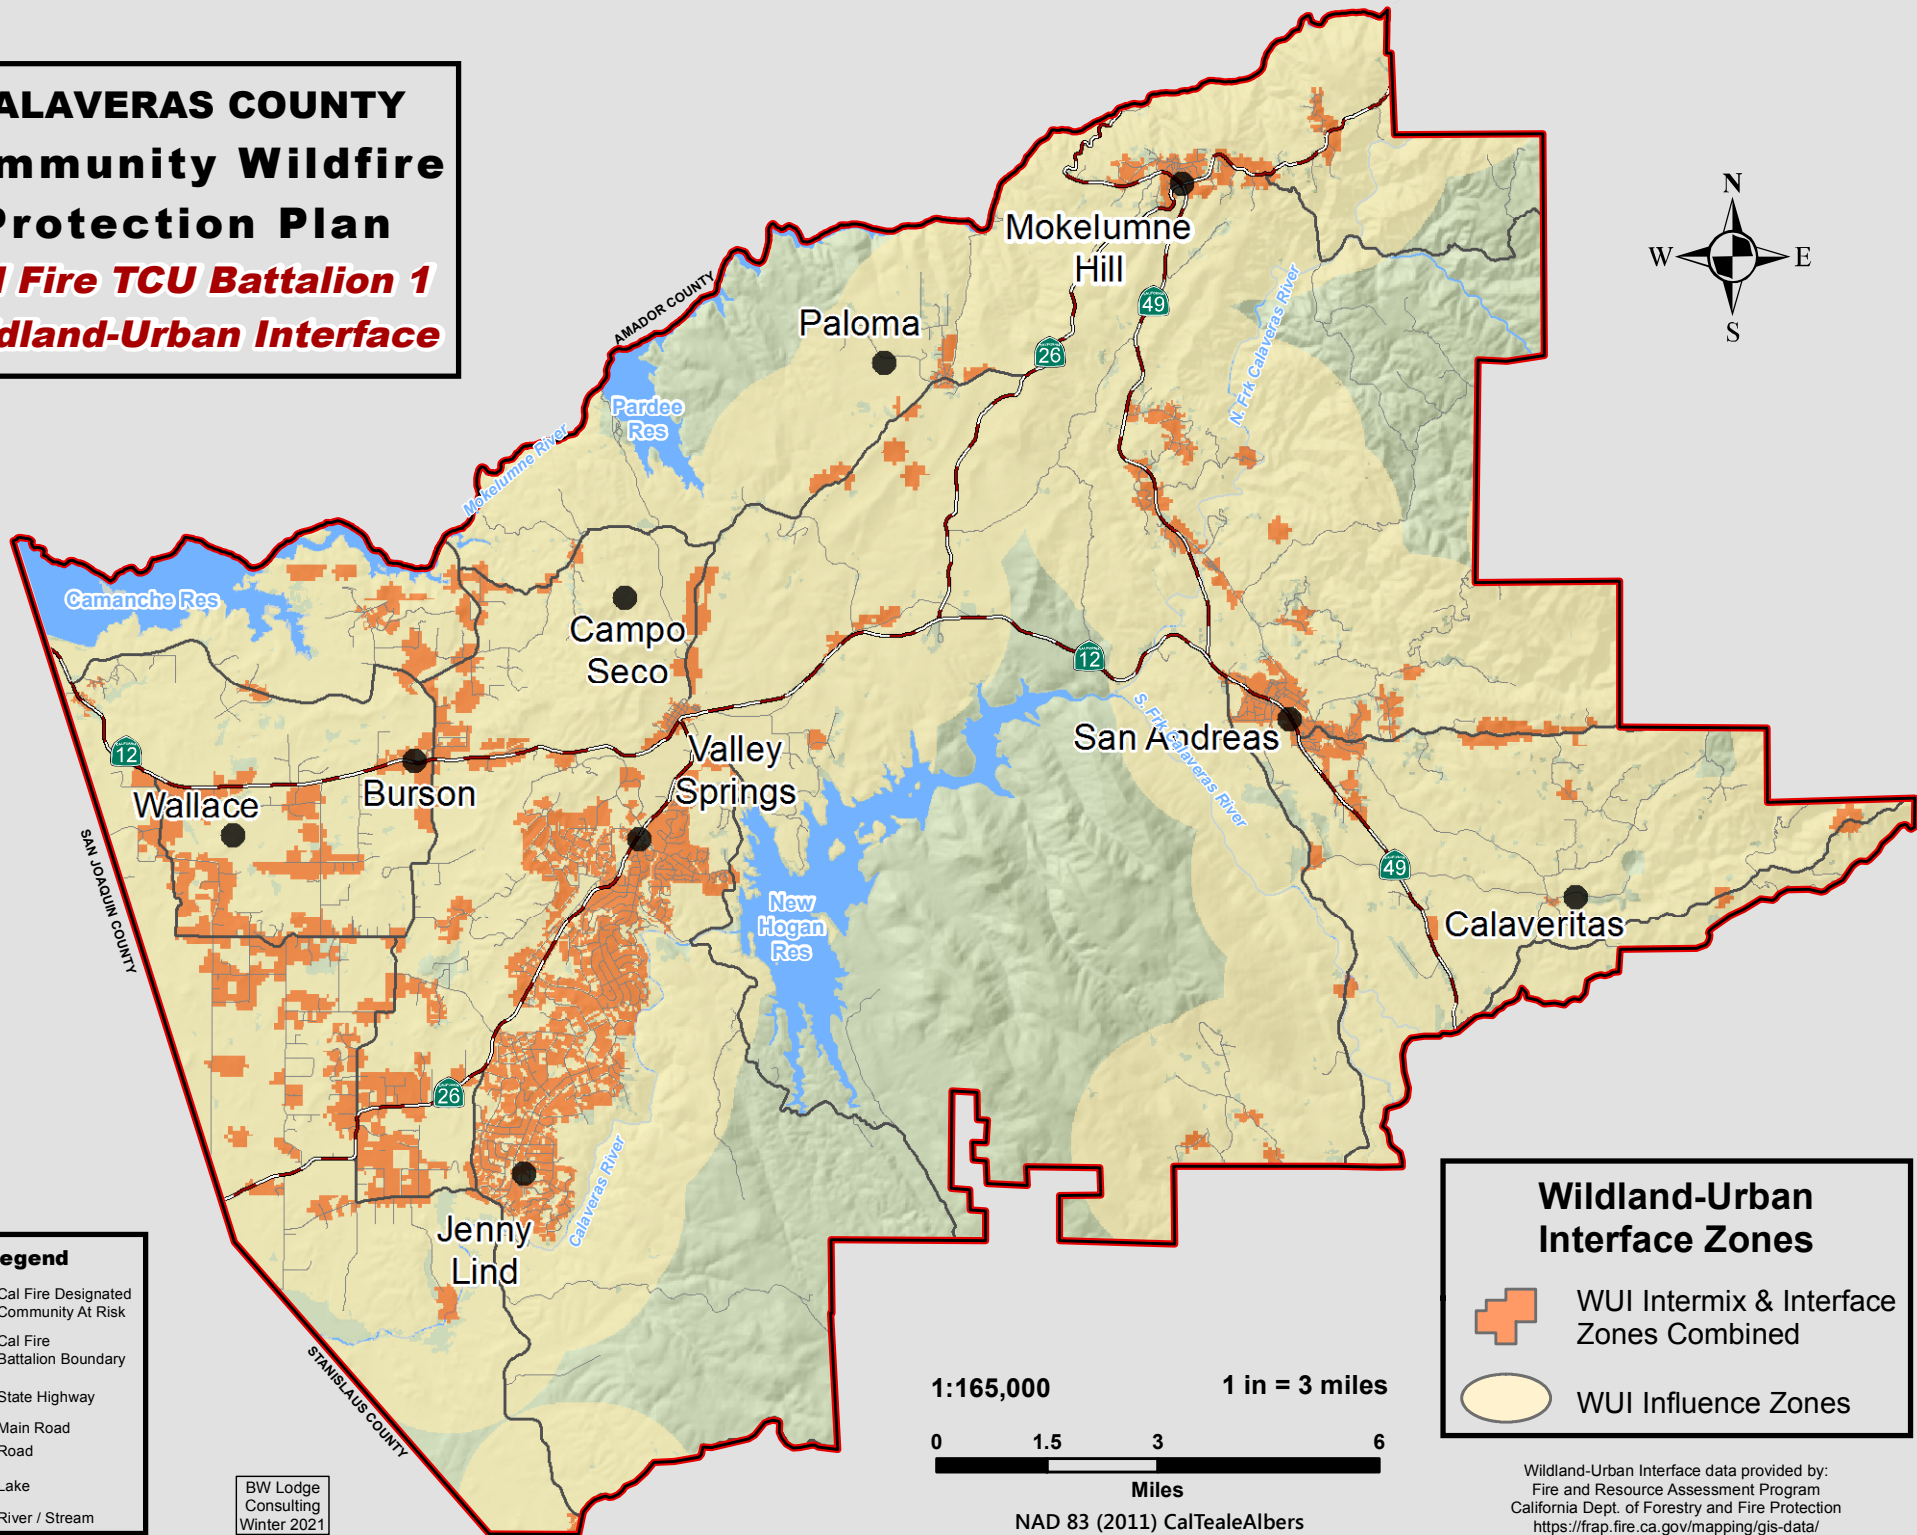 ALAVERAS COUNTY
mmunity Wildfire
Protection Plan
l Fire TCU Battalion 1
ldland-Urban Interface
N
W
E
S
Mokelumne
Hill
49
26
Paloma
AMADOR COUNTY
Pardee
Res
N. Frk Calaveras River
Mokelumne River
Camanche Res
Campo
Seco
12
S. Frk Calaveras River
San Andreas
12
Valley
Springs
Burson
Wallace
SAN JOAQUIN COUNTY
49
New
Hogan
Res
Calaveritas
26
Calaveras River
Jenny
Lind
STANISLAUS COUNTY
egend
Cal Fire Designated
Community At Risk
Cal Fire
Battalion Boundary
State Highway
Main Road
Road
Lake
River / Stream
BW Lodge
Consulting
Winter 2021
1:165,000
1 in = 3 miles
0 1.5 3 6
Miles
NAD 83 (2011) CalTealeAlbers
Wildland-Urban
Interface Zones
WUI Intermix & Interface
Zones Combined
WUI Influence Zones
Wildland-Urban Interface data provided by:
Fire and Resource Assessment Program
California Dept. of Forestry and Fire Protection
https://frap.fire.ca.gov/mapping/gis-data/